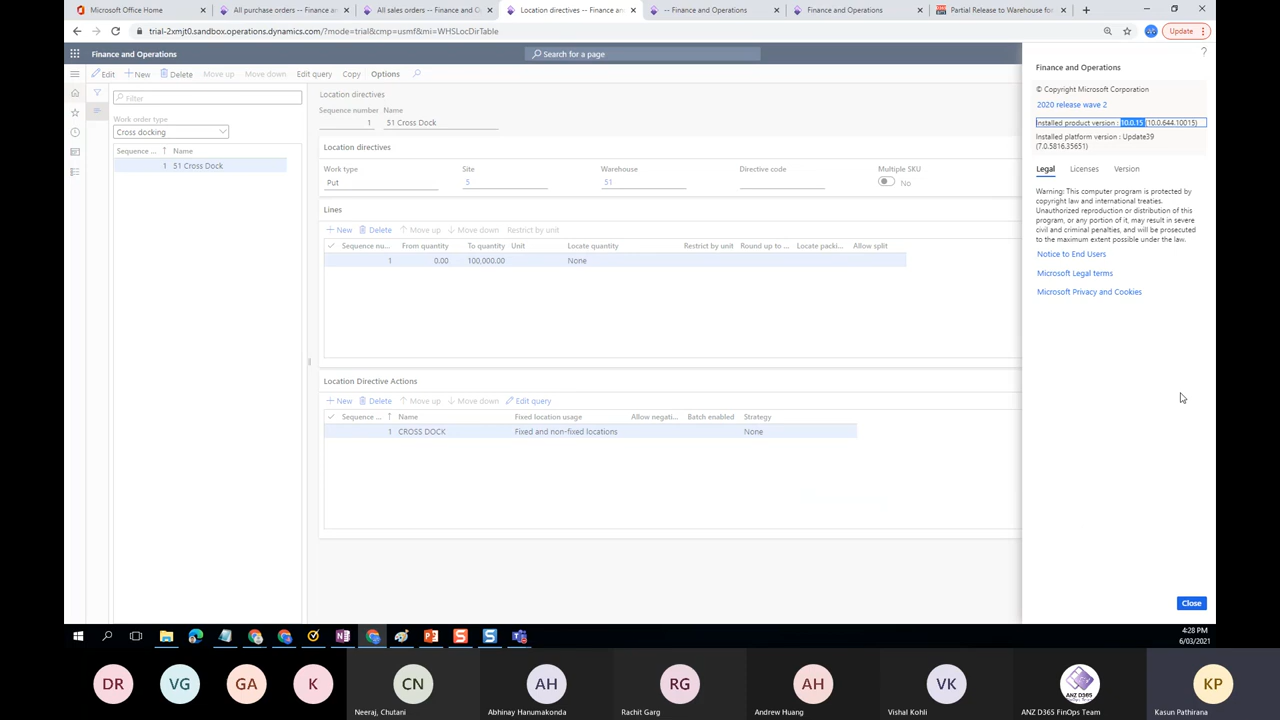 Microsoft Office Home
All purchase orders -- Finance an
All sales orders -- Finance and O
Location directives -- Finance an
-- Finance and Operations
Finance and Operations
Partial Release to Warehouse fo
trial-2xmjt0.sandbox.operations.dynamics.com/?mode=trial&cmp=usmf&mi=WHSLocDirTable
Update
Finance and Operations
Search for a page
?
Edit
New
Delete
Move up
Move down
Edit query
Copy
Options
Filter
Work order type
Cross docking
Sequence ...
Name
1
51 Cross Dock
Location directives
Sequence number
Name
1
51 Cross Dock
Location directives
Work type
Site
Warehouse
Directive code
Multiple SKU
Put
5
51
No
Lines
New
Delete
Move up
Move down
Restrict by unit
Sequence nu...
From quantity
To quantity
Unit
Locate quantity
Restrict by unit
Round up to ...
Locate packi...
Allow split
1
0.00
100,000.00
None
Location Directive Actions
New
Delete
Move up
Move down
Edit query
Sequence ...
Name
Fixed location usage
Allow negati...
Batch enabled
Strategy
1
CROSS DOCK
Fixed and non-fixed locations
None
Finance and Operations
© Copyright Microsoft Corporation
2020 release wave 2
Installed product version : 10.0.15 (10.0.644.10015)
Installed platform version : Update39
(7.0.5816.35651)
Legal
Licenses
Version
Warning: This computer program is protected by
copyright law and international treaties.
Unauthorized reproduction or distribution of this
program, or any portion of it, may result in severe
civil and criminal penalties, and will be prosecuted
to the maximum extent possible under the law.
Notice to End Users
Microsoft Legal terms
Microsoft Privacy and Cookies
Close
4:28 PM
6/03/2021
DR
VG
GA
K
CN
AH
RG
AH
VK
ANZ D365
KP
Neeraj, Chutani
Abhinay Hanumakonda
Rachit Garg
Andrew Huang
Vishal Kohli
ANZ D365 FinOps Team
Kasun Pathirana